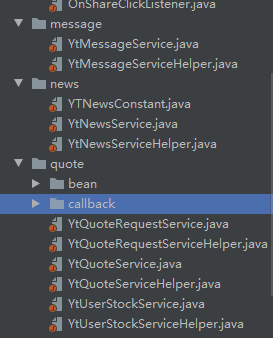 OnShareClickListener.java
message
YtMessageService.java
YtMessageServiceHelper.java
news
YTNewsConstant.java
YtNewsService.java
YtNewsServiceHelper.java
quote
bean
callback
YtQuoteRequestService.java
YtQuoteRequestServiceHelper.java
YtQuoteService.java
YtQuoteServiceHelper.java
YtUserStockService.java
YtUserStockServiceHelper.java